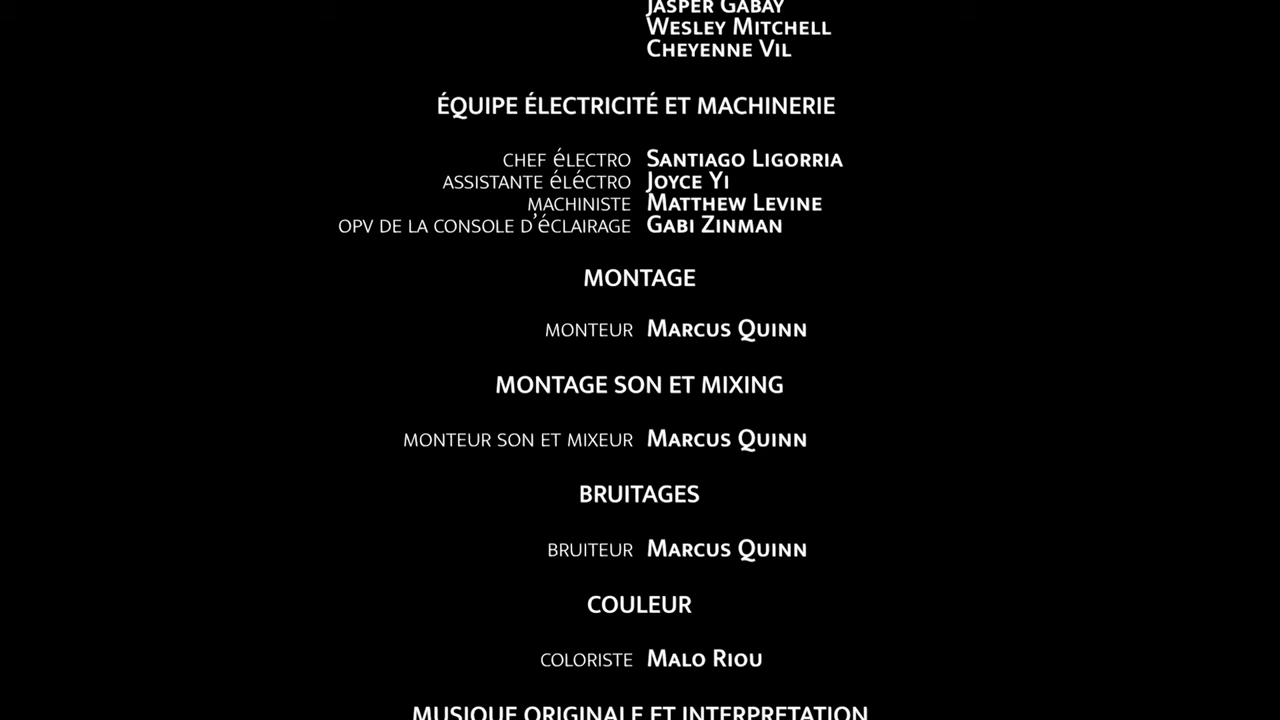 JASPER GABAY
WESLEY MITCHELL
CHEYENNE VIL
ÉQUIPE ÉLECTRICITÉ ET MACHINERIE
CHEF éLECTRO SANTIAGO LIGORRIA
ASSISTANTE éLéCTRO JOYCE YI
MACHINISTE MATTHEW LEVINE
OPV DE LA CONSOLE D'éCLAIRAGE GABI ZINMAN
MONTAGE
MONTEUR MARCUS QUINN
MONTAGE SON ET MIXING
MONTEUR SON ET MIXEUR MARCUS QUINN
BRUITAGES
BRUITEUR MARCUS QUINN
COULEUR
COLORISTE MALO RIOU
MUSIQUE ORIGINALE ET INTERPRETATION